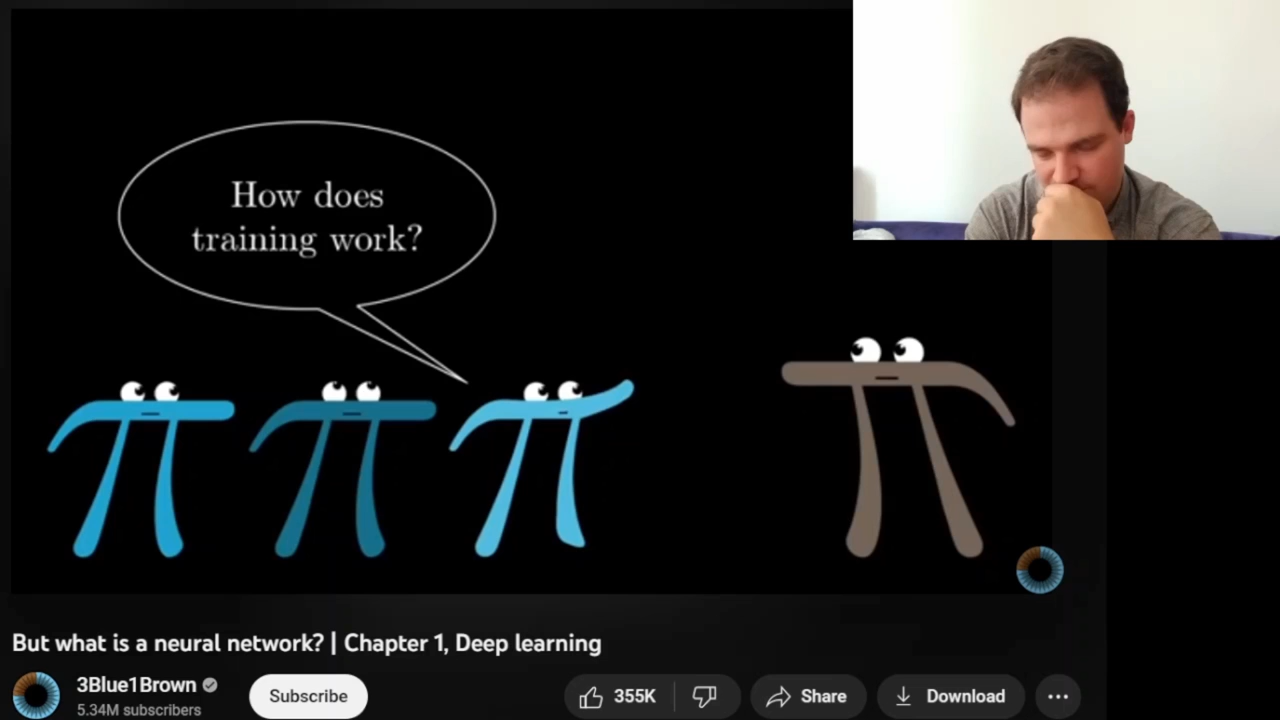 How does
training work?
But what is a neural network? | Chapter 1, Deep learning
3Blue1Brown
5.34M subscribers
Subscribe
355K
Share
Download